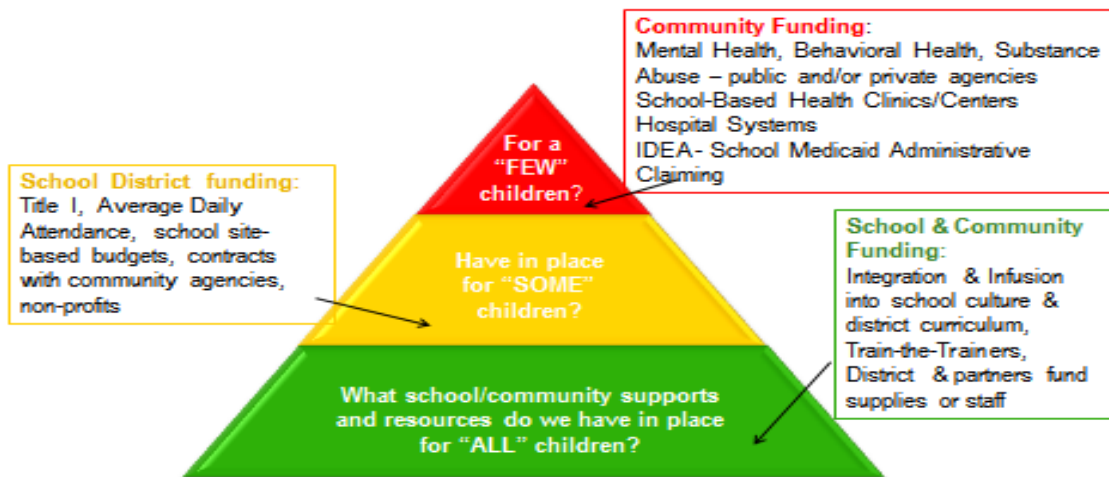 Community Funding:
Mental Health, Behavioral Health, Substance
Abuse – public and/or private agencies
School-Based Health Clinics/Centers
Hospital Systems
IDEA - School Medicaid Administrative
Claiming
For a
“FEW”
children?
School District funding:
Title I, Average Daily
Attendance, school site-
based budgets, contracts
with community agencies,
non-profits
Have in place
for “SOME”
children?
School & Community
Funding:
Integration & Infusion
into school culture &
district curriculum,
Train-the-Trainers,
District & partners fund
supplies or staff
What school/community supports
and resources do we have in place
for “ALL” children?